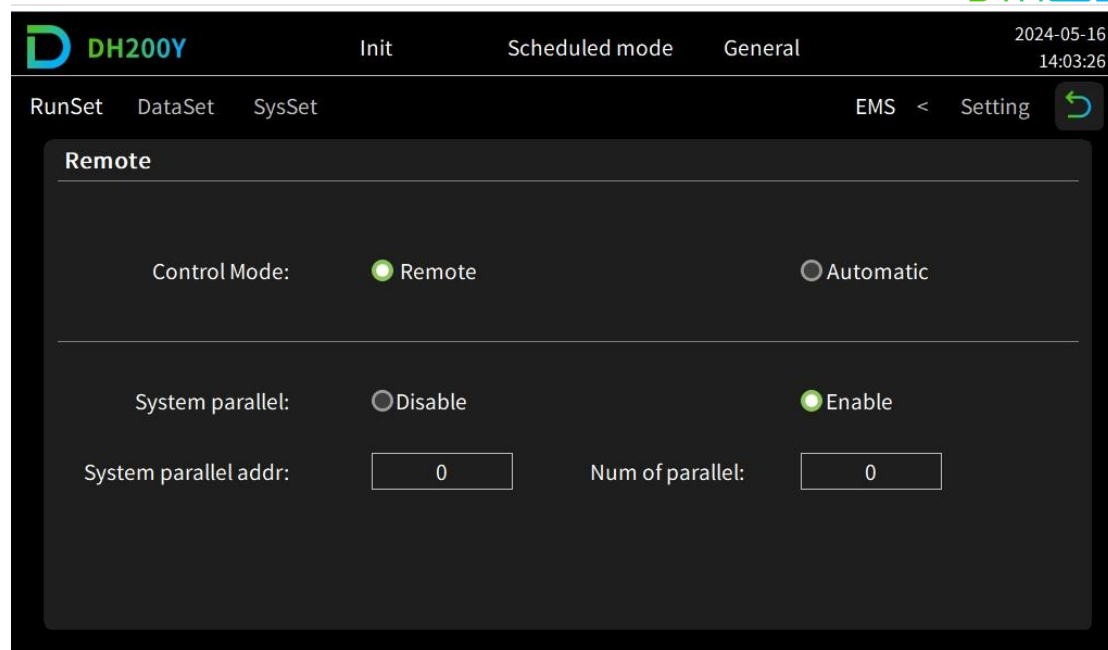 DH200Y Init Scheduled mode General 2024-05-16
14:03:26
RunSet DataSet SysSet EMS < Setting
Remote
Control Mode: Remote Automatic
System parallel: Disable Enable
System parallel addr: 0 Num of parallel: 0